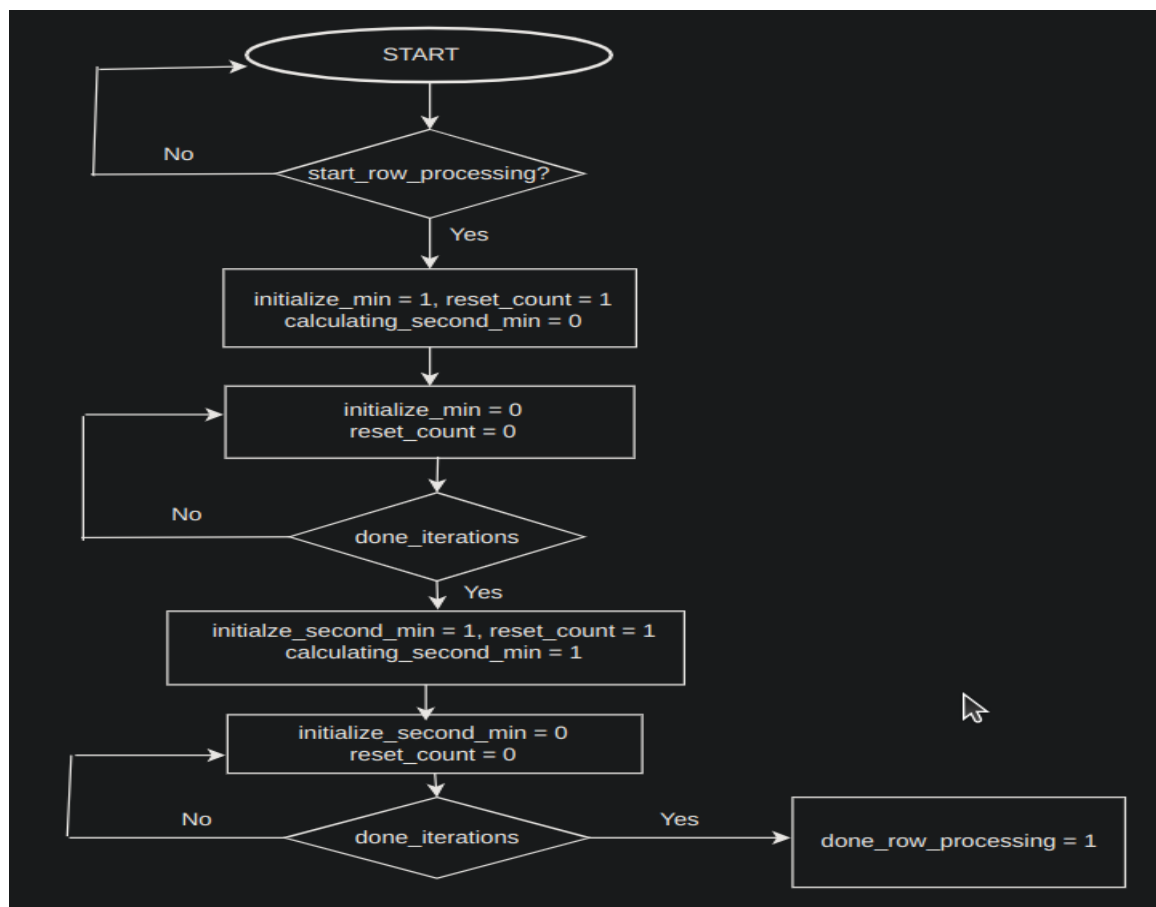 START
No
start_row_processing?
Yes
initialize_min = 1, reset_count = 1
calculating_second_min = 0
initialize_min = 0
reset_count = 0
No
done_iterations
Yes
initialze_second_min = 1, reset_count = 1
calculating_second_min = 1
initialize_second_min = 0
reset_count = 0
No
done_iterations
Yes
done_row_processing = 1